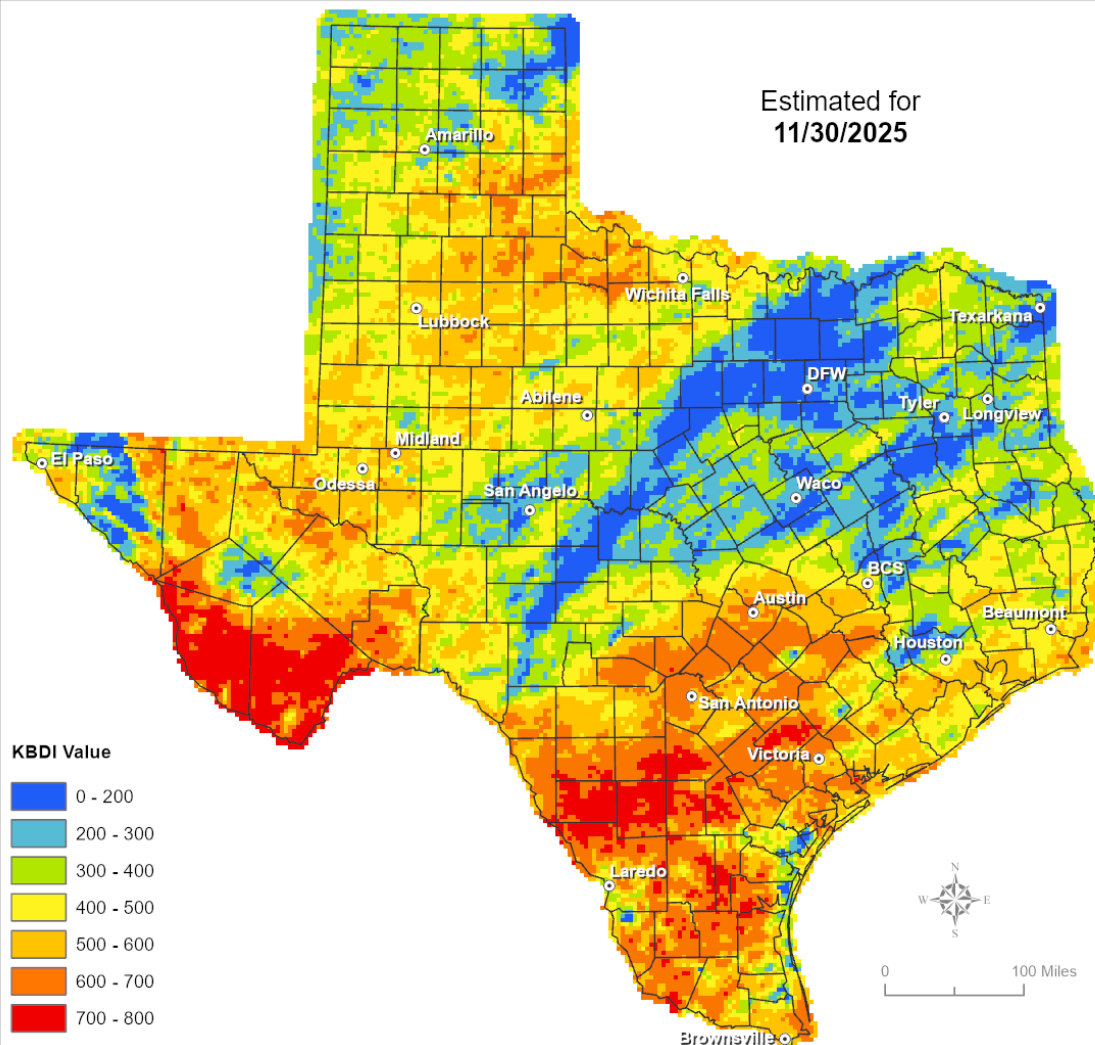 Estimated for
11/30/2025
Amarillo
Wichita Falls
Lubbock
Texarkana
DFW
Abilene
Tyler
Longview
Midland
El Paso
Odessa
San Angelo
Waco
BCS
Austin
Beaumont
Houston
San Antonio
Victoria
Laredo
Brownsville
KBDI Value
0 - 200
200 - 300
300 - 400
400 - 500
500 - 600
600 - 700
700 - 800
N
W E
S
0 100 Miles